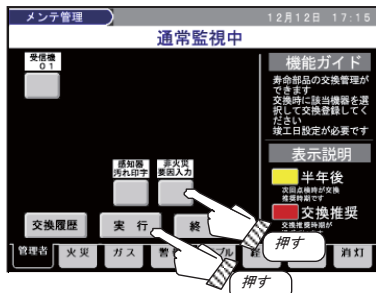 メンテ管理
12月12日 17:15
通常監視中
受信機
01
機能ガイド
寿命部品の交換管理が
できます
交換時に該当機器を選
択して交換登録してく
ださい
竣工日設定が必要です
感知器
汚れ印字
非火災
要因入力
表示説明
半年後
次回点検時が交換
推奨時期です
交換推奨
交換推奨時期が
交換履歴
実 行
終
押す
管理者
火 災
ガ ス
消 灯
押す